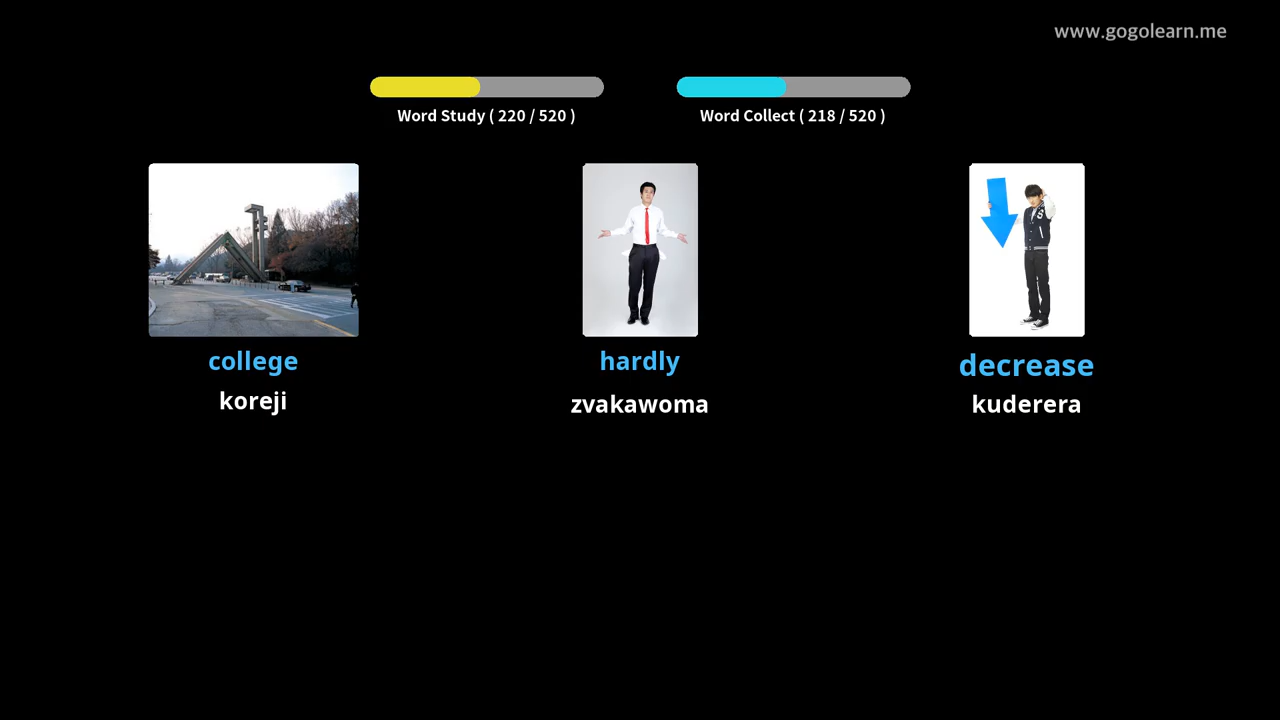 www.gogolearn.me
Word Study ( 220 / 520 )
Word Collect ( 218 / 520 )
college
hardly
decrease
koreji
zvakawoma
kuderera